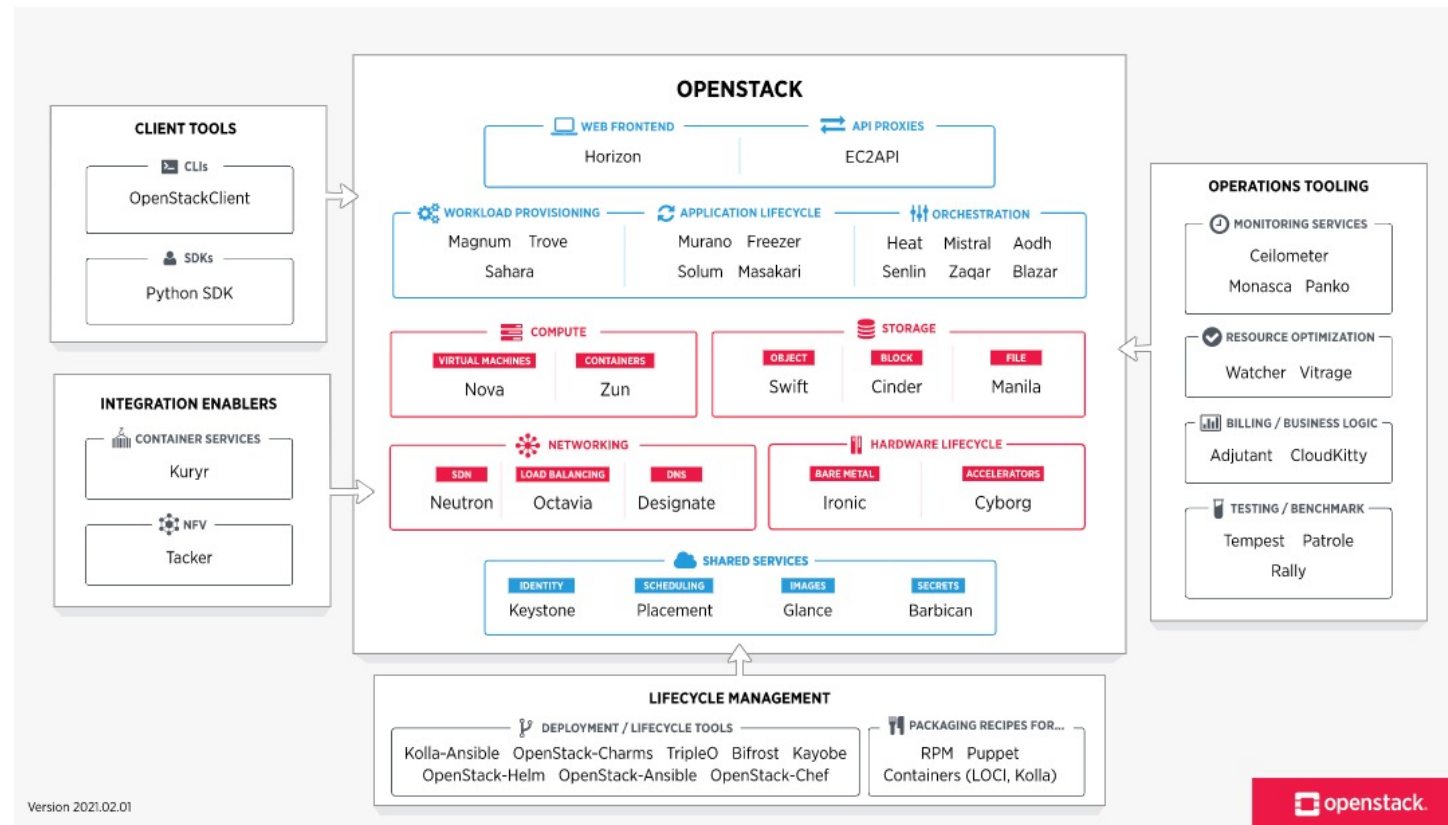 OPENSTACK
WEB FRONTEND
Horizon
API PROXIES
EC2API
WORKLOAD PROVISIONING
Magnum Trove
Sahara
APPLICATION LIFECYCLE
Murano Freezer
Solum Masakari
ORCHESTRATION
Heat Mistral Aodh
Senlin Zaqar Blazar
COMPUTE
VIRTUAL MACHINES
Nova
CONTAINERS
Zun
STORAGE
OBJECT
Swift
BLOCK
Cinder
FILE
Manila
NETWORKING
SDN
Neutron
LOAD BALANCING
Octavia
DNS
Designate
HARDWARE LIFECYCLE
BARE METAL
Ironic
ACCELERATORS
Cyborg
SHARED SERVICES
IDENTITY
Keystone
SCHEDULING
Placement
IMAGES
Glance
SECRETS
Barbican
CLIENT TOOLS
CLIs
OpenStackClient
SDKs
Python SDK
INTEGRATION ENABLERS
CONTAINER SERVICES
Kuryr
NFV
Tacker
OPERATIONS TOOLING
MONITORING SERVICES
Ceilometer
Monasca Panko
RESOURCE OPTIMIZATION
Watcher Vitrage
BILLING / BUSINESS LOGIC
Adjutant CloudKitty
TESTING / BENCHMARK
Tempest Patrole
Rally
LIFECYCLE MANAGEMENT
DEPLOYMENT / LIFECYCLE TOOLS
Kolla-Ansible OpenStack-Charms TripleO Bifrost Kayobe
OpenStack-Helm OpenStack-Ansible OpenStack-Chef
PACKAGING RECIPES FOR...
RPM Puppet
Containers (LOCI, Kolla)
Version 2021.02.01
openstack.